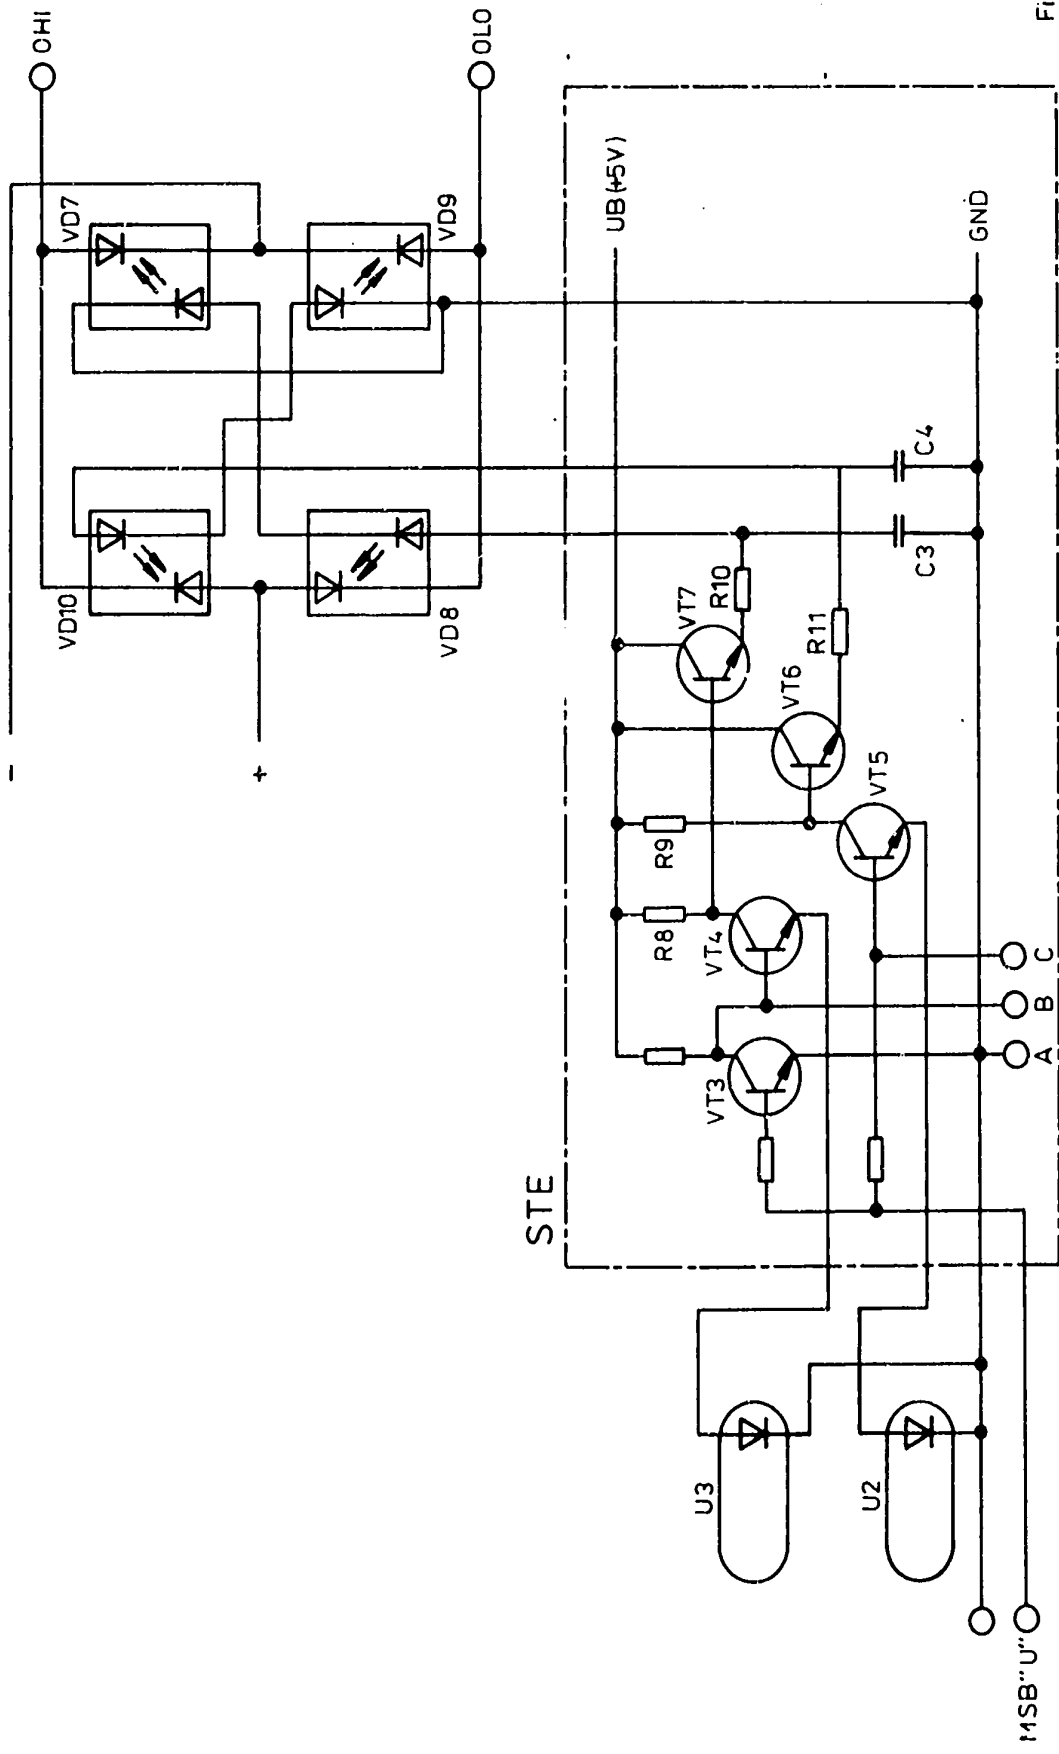 OHI
OLO
VD7
VD9
VD10
VD8
-
+
UB(+5V)
GND
C4
C3
VT7
R10
VT6
R11
VT5
R9
R8
VT4
VT3
STE
C
B
A
U3
U2
MSB"U"